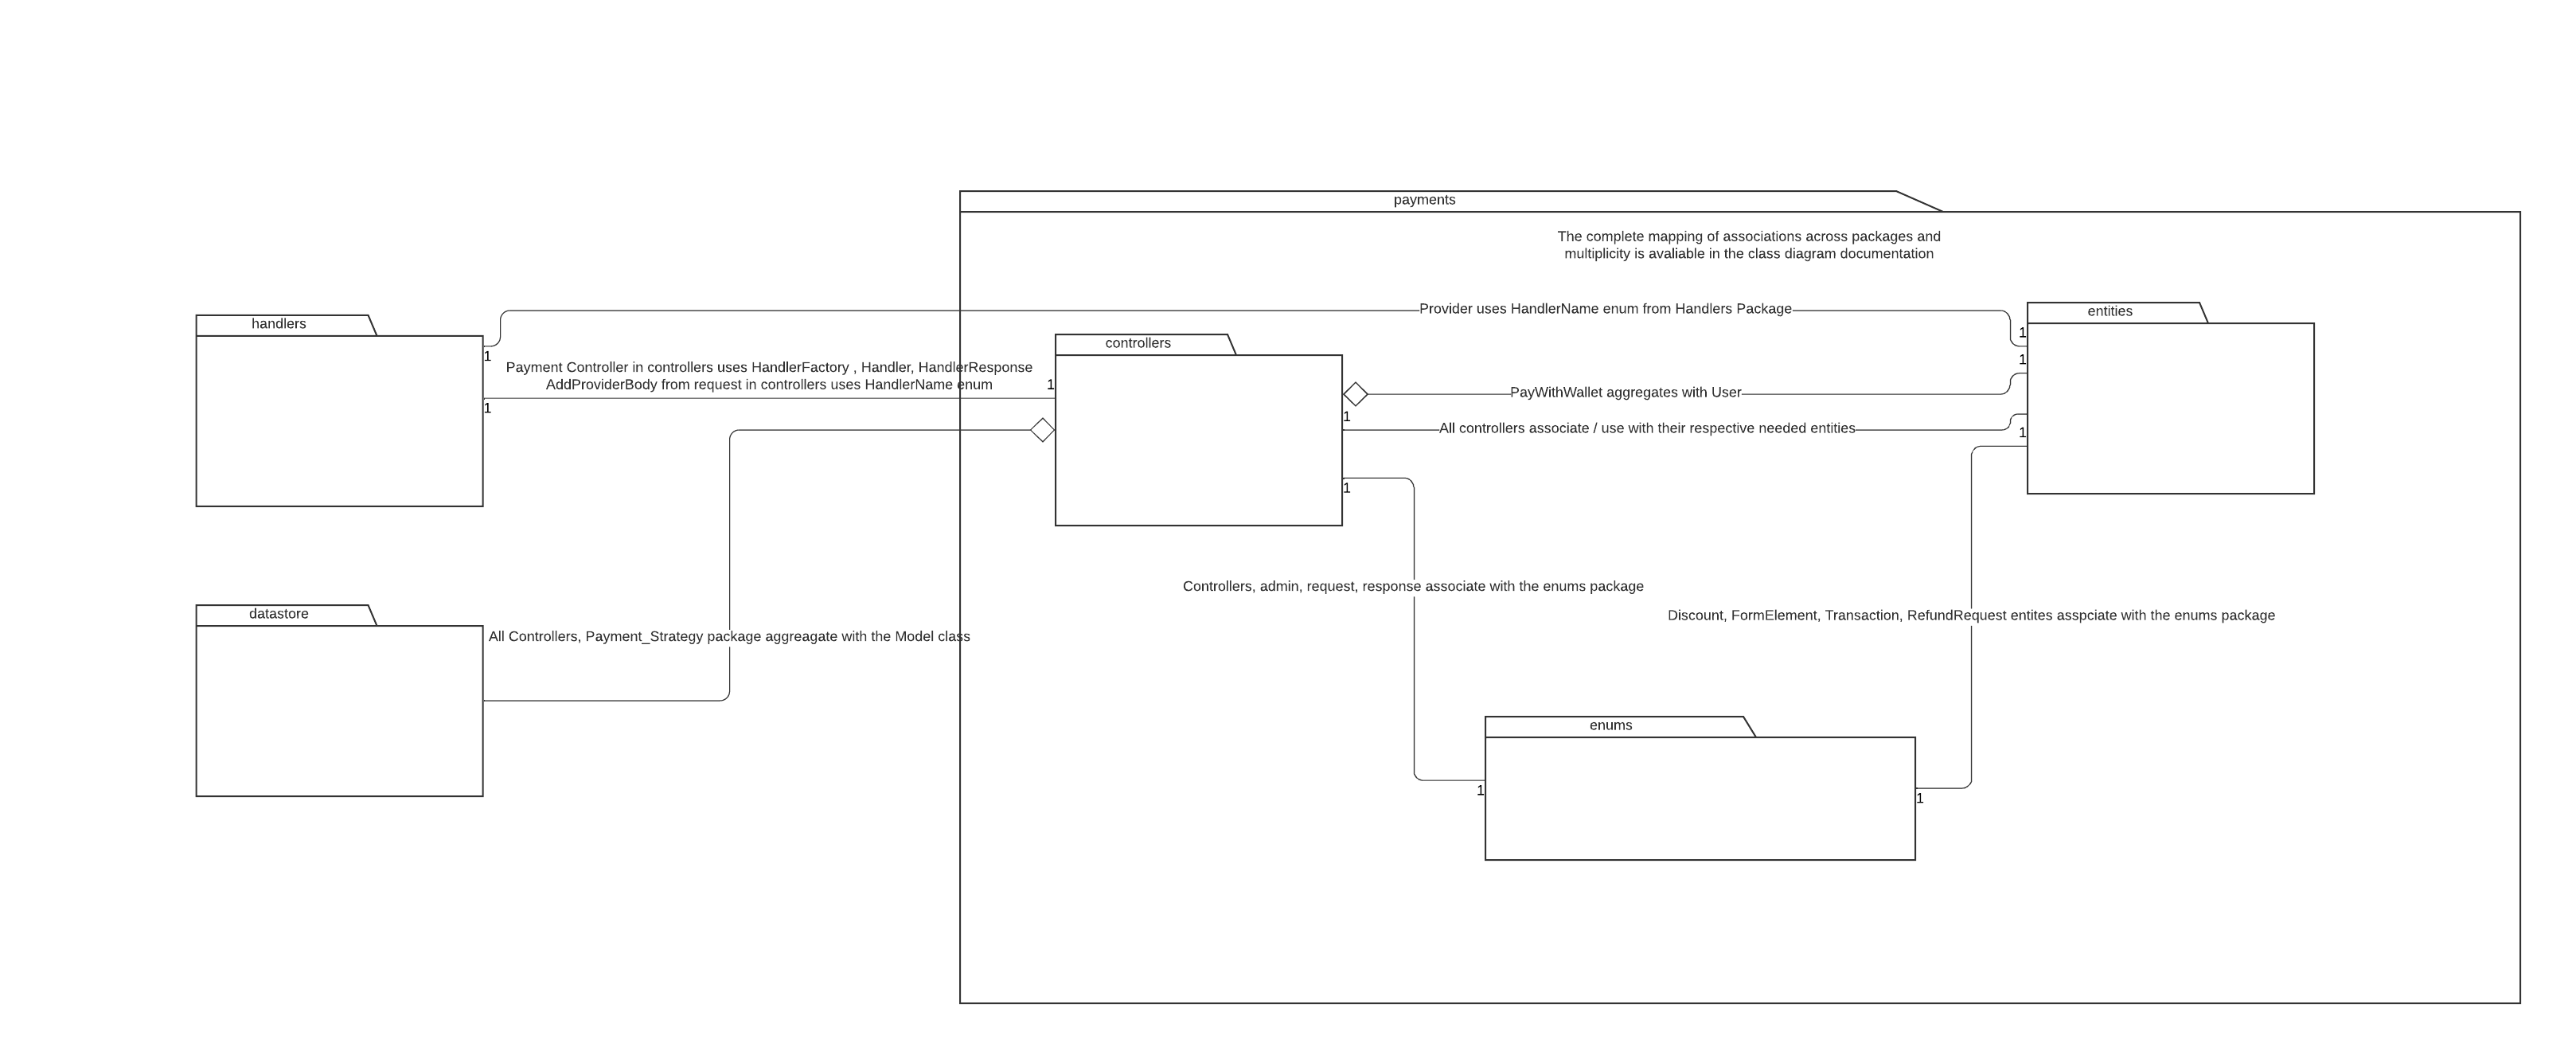 payments
The complete mapping of associations across packages and
multiplicity is avaliable in the class diagram documentation
handlers
Provider uses HandlerName enum from Handlers Package
entities
controllers
1
1
1
Payment Controller in controllers uses HandlerFactory , Handler, HandlerResponse
AddProviderBody from request in controllers uses HandlerName enum
1
1
PayWithWallet aggregates with User
1
All controllers associate / use with their respective needed entities
1
1
Controllers, admin, request, response associate with the enums package
datastore
Discount, FormElement, Transaction, RefundRequest entites asspciate with the enums package
All Controllers, Payment_Strategy package aggreagate with the Model class
enums
1
1